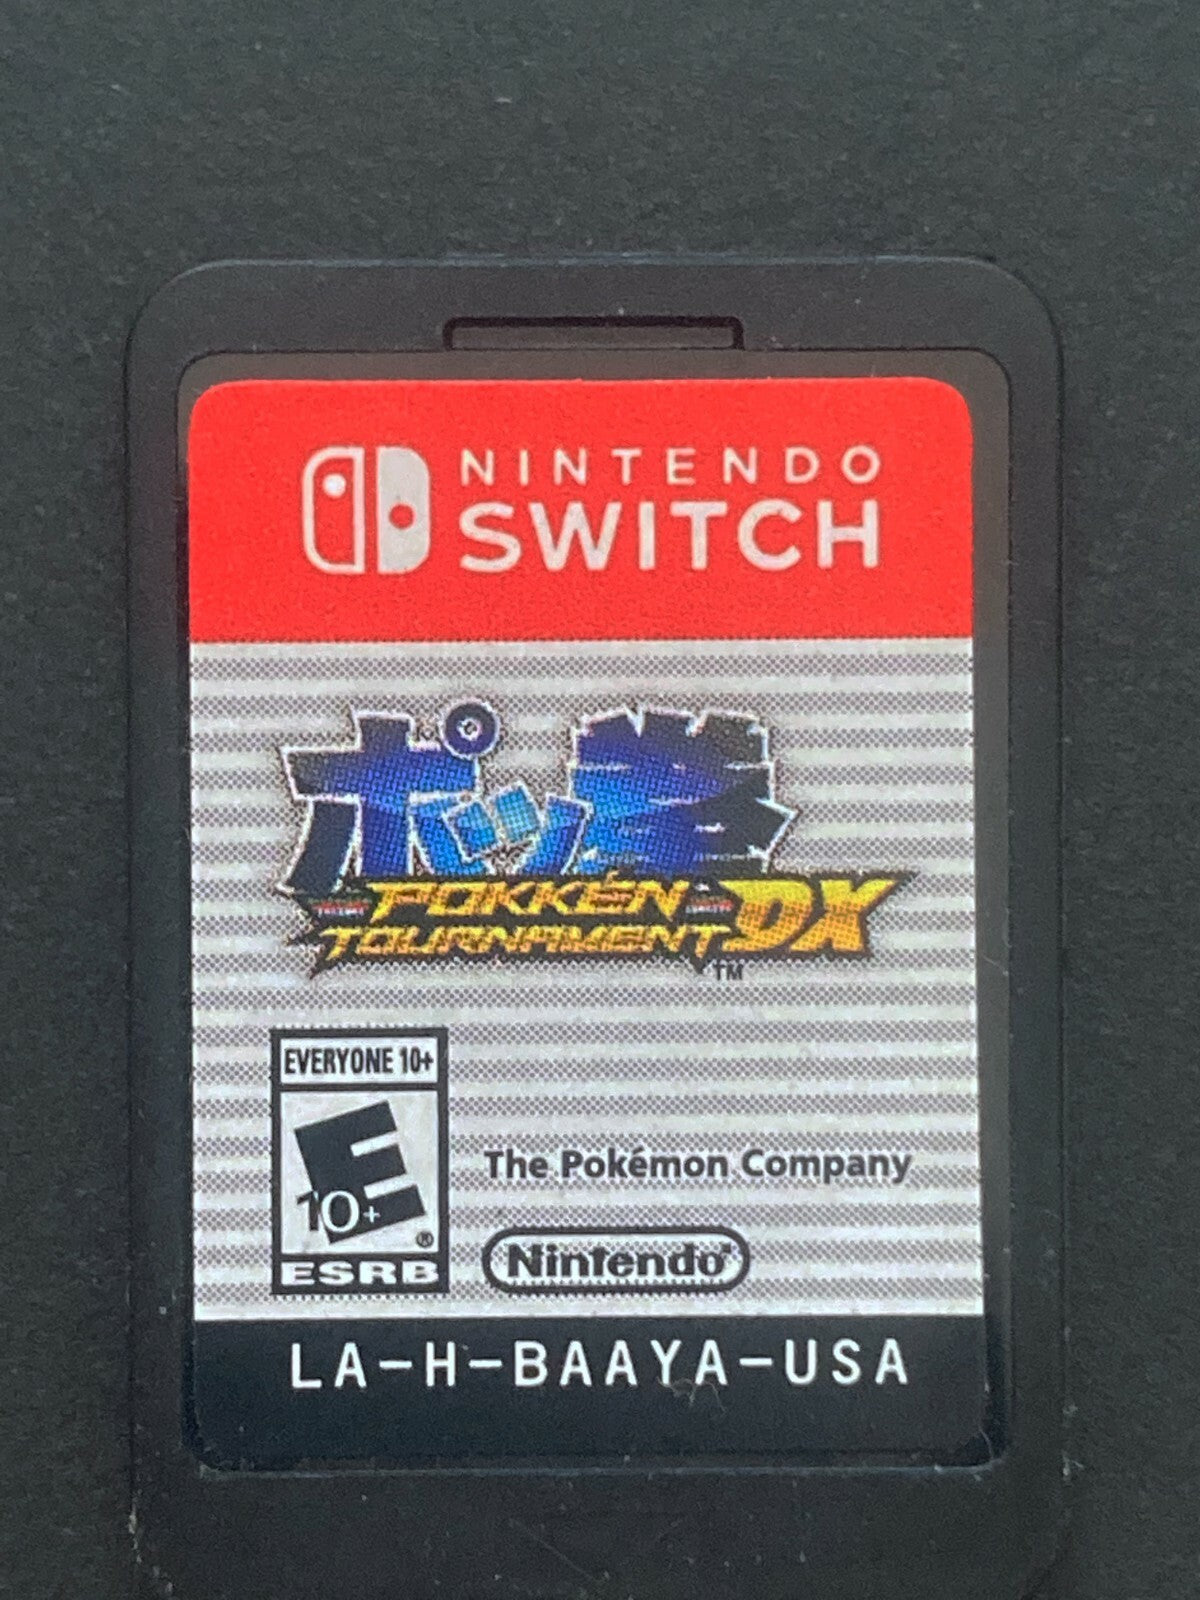 NINTENDO
SWITCH
ポッ拳
POKKÉN
TOURNAMENT DX
TM
EVERYONE 10+
E
10+
®
ESRB
The Pokémon Company
Nintendo®
LA-H-BAAYA-USA